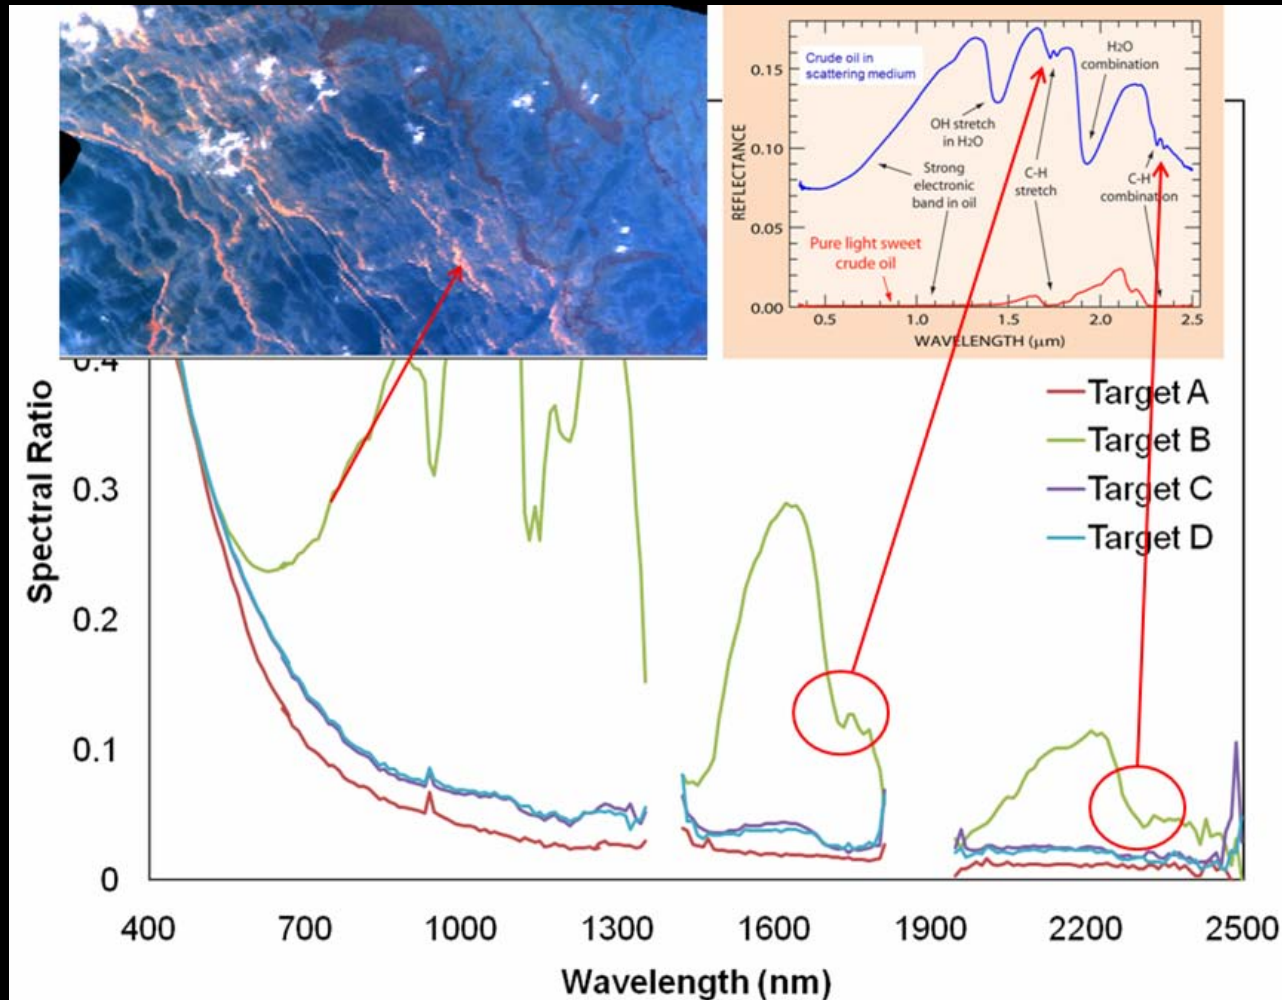 Crude oil in
scattering medium
H2O
combination
OH stretch
in H2O
Strong
electronic
band in oil
C-H
stretch
C-H
combination
Pure light sweet
crude oil
REFLECTANCE
0.15
0.10
0.05
0.00
0.5
1.0
1.5
2.0
2.5
WAVELENGTH (μm)
Spectral Ratio
0.4
0.3
0.2
0.1
0
Target A
Target B
Target C
Target D
400
700
1000
1300
1600
1900
2200
2500
Wavelength (nm)